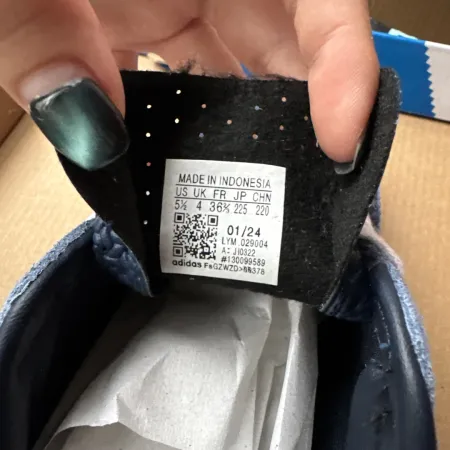 MADE IN INDONESIA
US UK FR JP CHN
5½ 4 36⅔ 225 220
01/24
LYM 029004
A: JI0322
#130099589
adidas